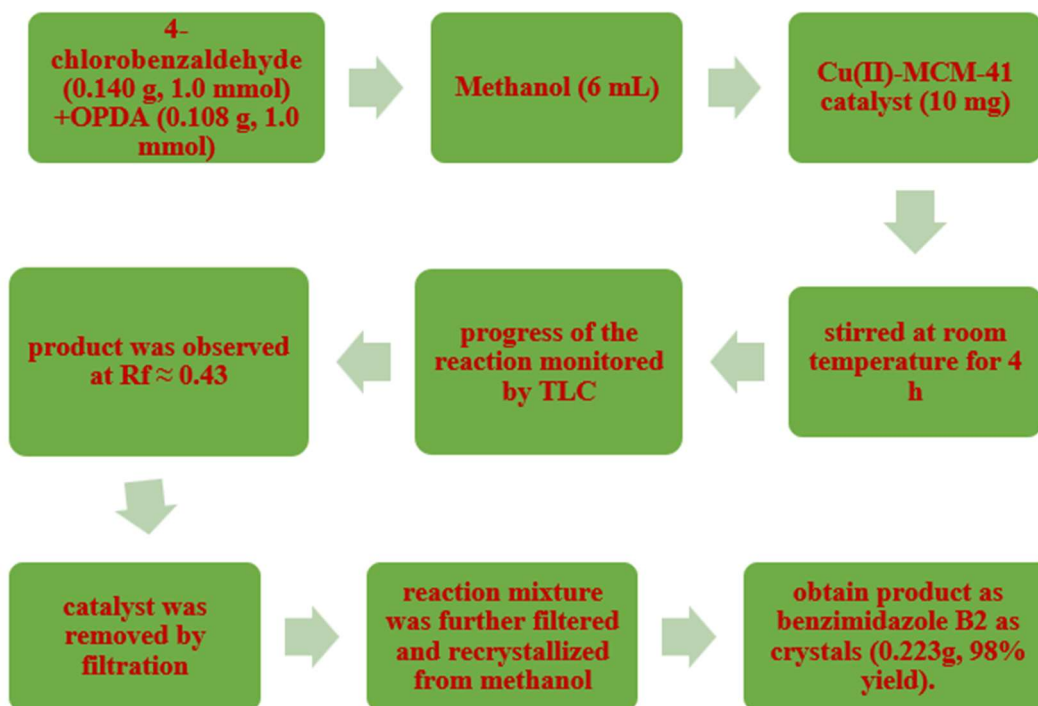 4-
chlorobenzaldehyde
(0.140 g, 1.0 mmol)
+OPDA (0.108 g, 1.0
mmol)
Methanol (6 mL)
Cu(II)-MCM-41
catalyst (10 mg)
stirred at room
temperature for 4
h
progress of the
reaction monitored
by TLC
product was observed
at Rf ≈ 0.43
catalyst was
removed by
filtration
reaction mixture
was further filtered
and recrystallized
from methanol
obtain product as
benzimidazole B2 as
crystals (0.223g, 98%
yield).